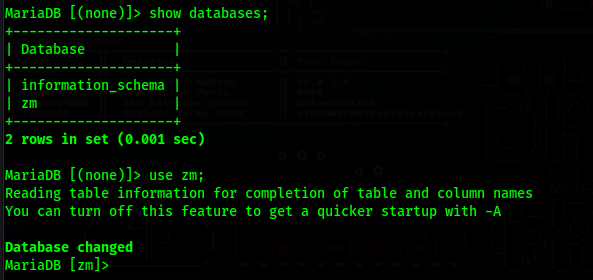 MariaDB [(none)]> show databases;
+--------------------+
| Database           |
+--------------------+
| information_schema |
| zm                 |
+--------------------+
2 rows in set (0.001 sec)
MariaDB [(none)]> use zm;
Reading table information for completion of table and column names
You can turn off this feature to get a quicker startup with -A
Database changed
MariaDB [zm]>